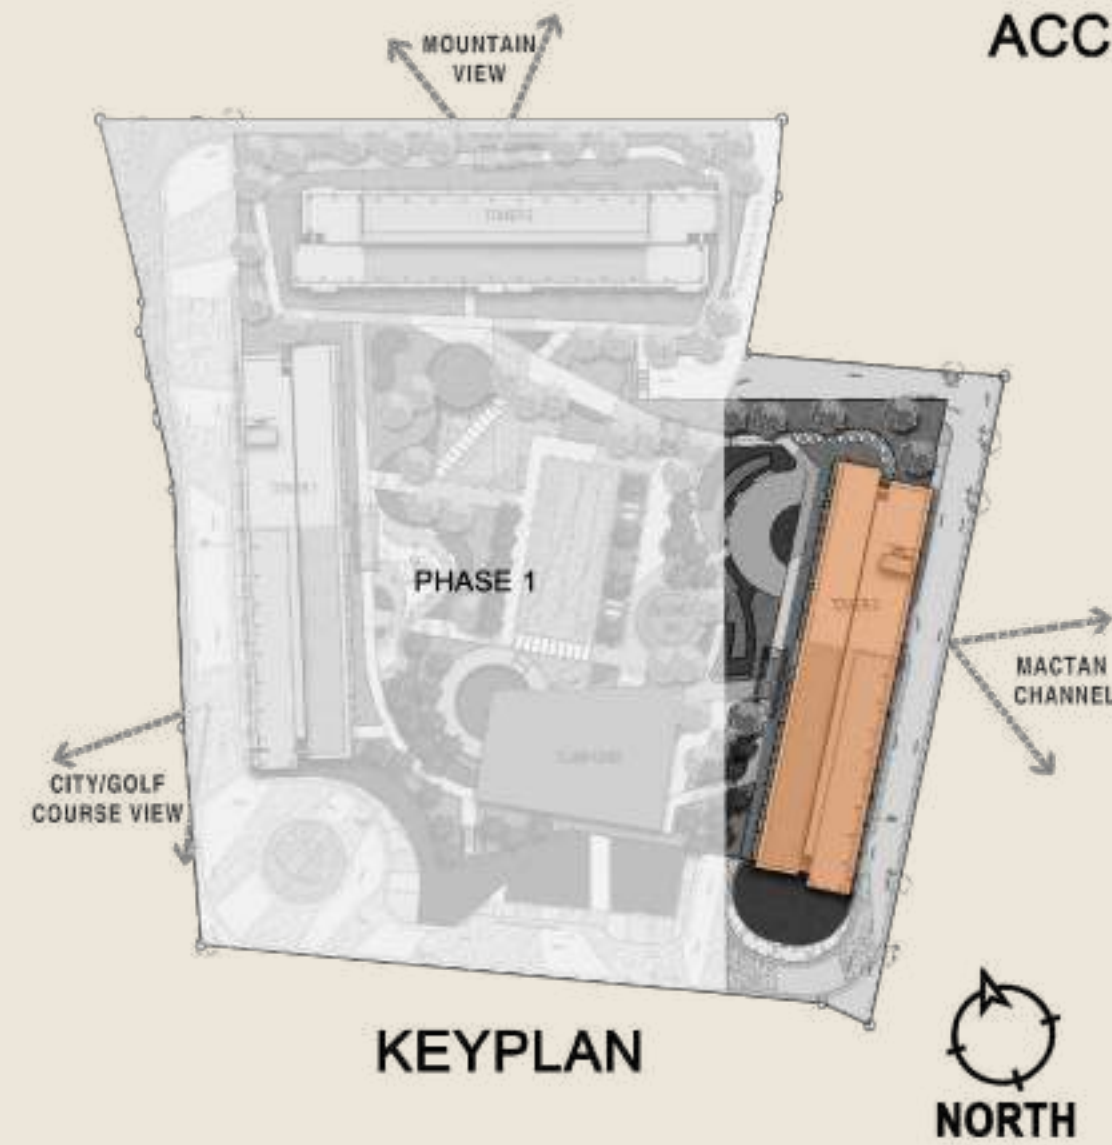 ACC
MOUNTAIN
VIEW
PHASE 1
MACTAN
CHANNEL
CITY/GOLF
COURSE VIEW
KEYPLAN
NORTH